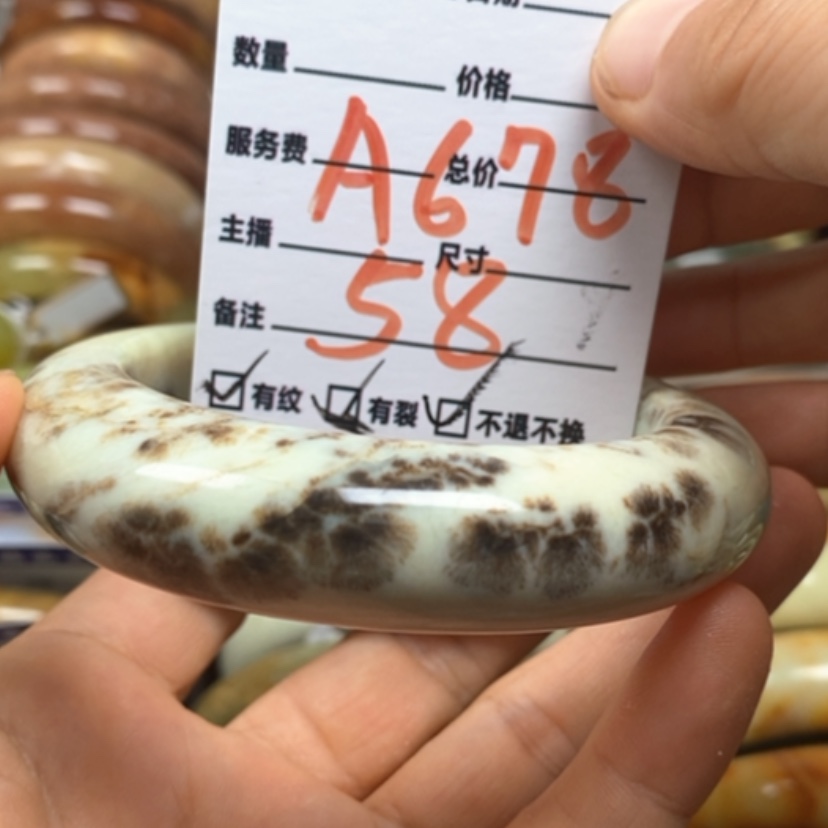 数量 价格
服务费 总价
A678
主播 尺寸
58
备注
☑有纹 ☑有裂 ☑不退不换